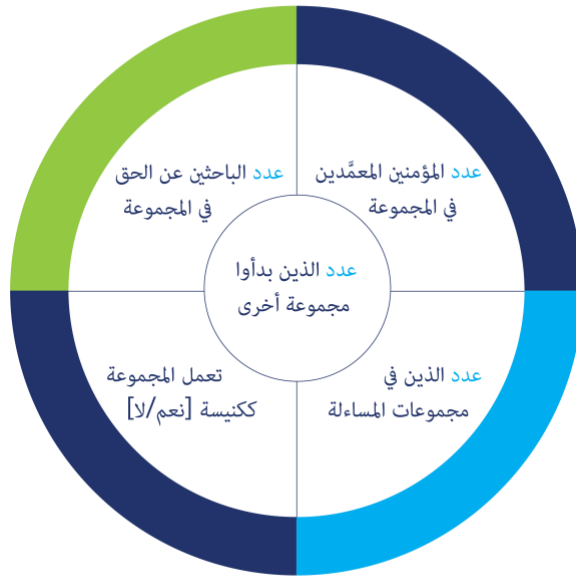 عدد المؤمنين المعمَّدين
في المجموعة
عدد الباحثين عن الحق
في المجموعة
عدد الذين بدأوا
مجموعة أخرى
عدد الذين في
مجموعات المساءلة
تعمل المجموعة
ككنيسة [نعم/لا]